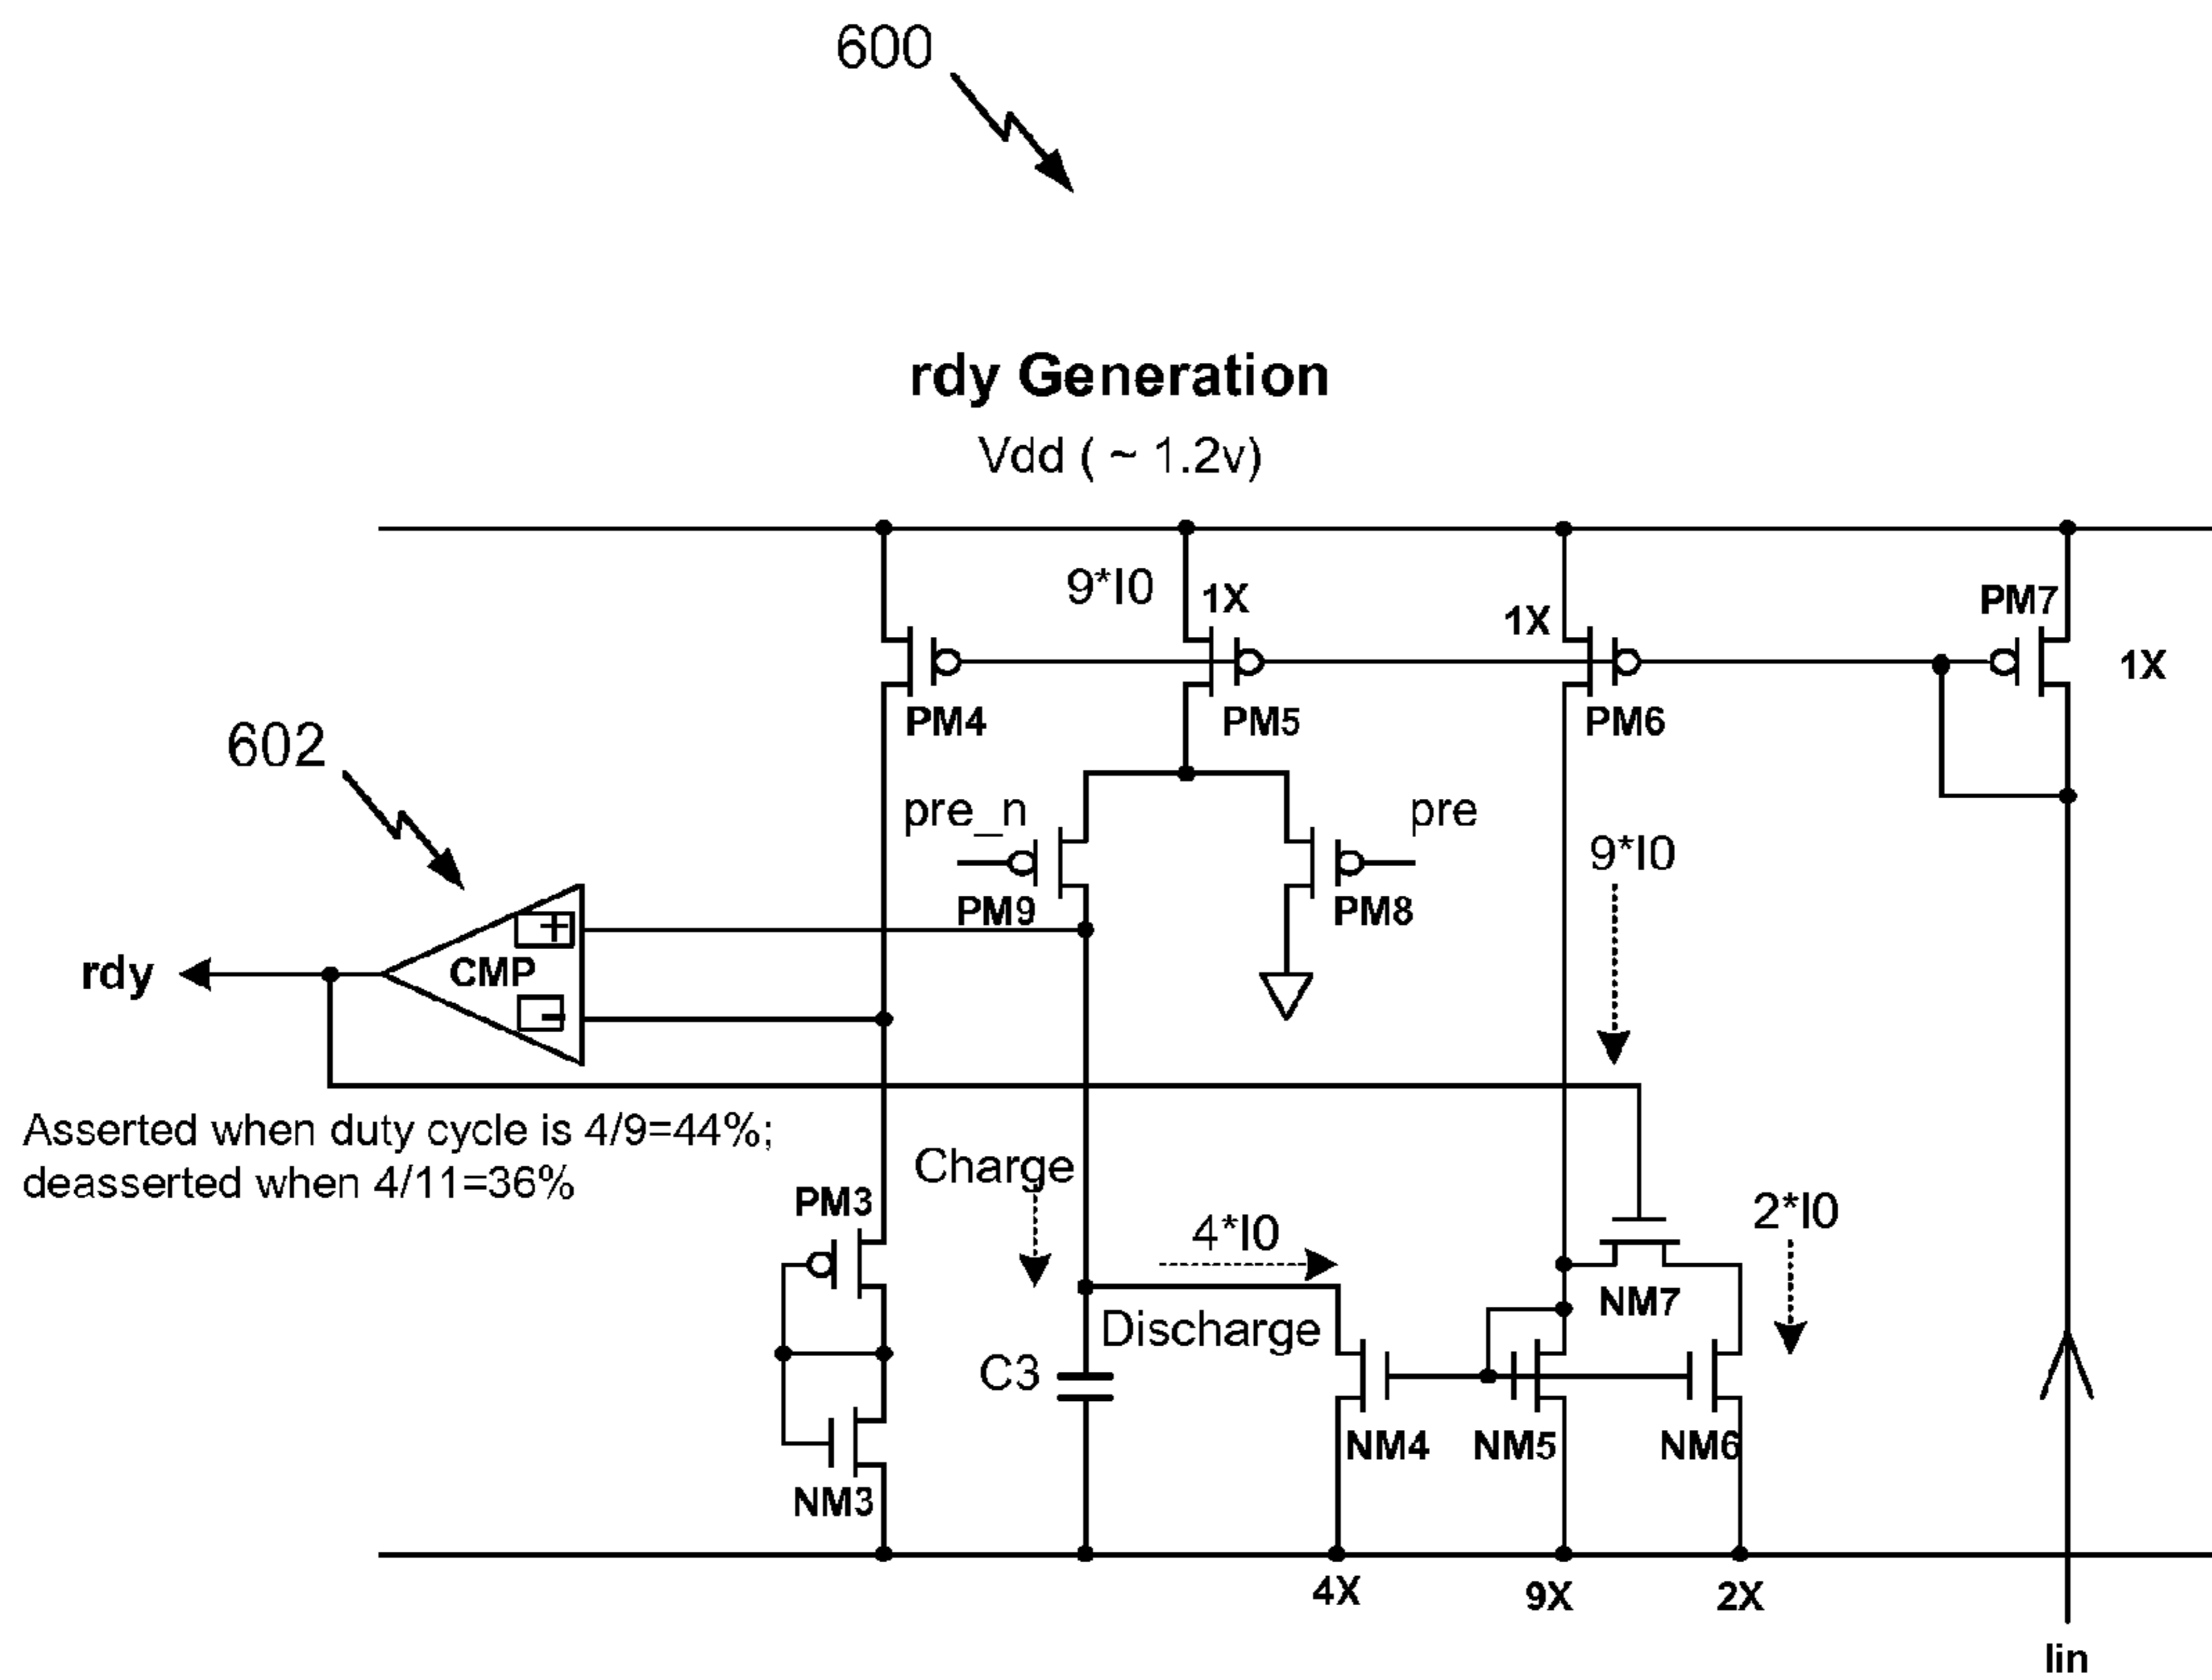 600
rdy Generation
Vdd ( ~ 1.2v)
9*I0
1X
1X
PM7
1X
PM4
PM5
PM6
602
pre_n
pre
9*I0
PM9
PM8
+
CMP
rdy
-
Asserted when duty cycle is 4/9=44%;
deasserted when 4/11=36%
Charge
PM3
4*I0
2*I0
NM7
Discharge
C3
NM4
NM5
NM6
NM3
4X
9X
2X
Iin